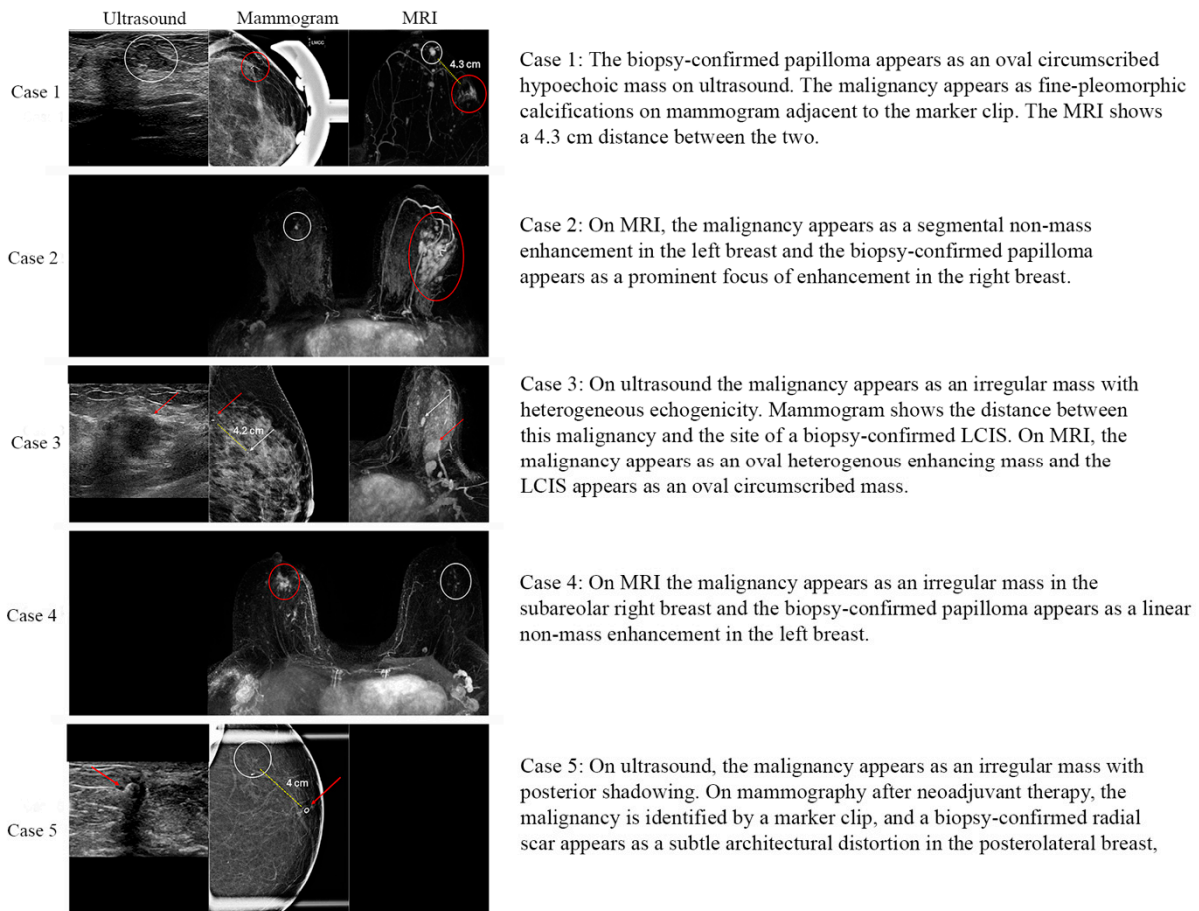 Ultrasound Mammogram MRI
Case 1
4.3 cm
Case 1: The biopsy-confirmed papilloma appears as an oval circumscribed
hypoechoic mass on ultrasound. The malignancy appears as fine-pleomorphic
calcifications on mammogram adjacent to the marker clip. The MRI shows
a 4.3 cm distance between the two.
Case 2
Case 2: On MRI, the malignancy appears as a segmental non-mass
enhancement in the left breast and the biopsy-confirmed papilloma
appears as a prominent focus of enhancement in the right breast.
Case 3
4.2 cm
Case 3: On ultrasound the malignancy appears as an irregular mass with
heterogeneous echogenicity. Mammogram shows the distance between
this malignancy and the site of a biopsy-confirmed LCIS. On MRI, the
malignancy appears as an oval heterogenous enhancing mass and the
LCIS appears as an oval circumscribed mass.
Case 4
Case 4: On MRI the malignancy appears as an irregular mass in the
subareolar right breast and the biopsy-confirmed papilloma appears as a linear
non-mass enhancement in the left breast.
Case 5
4 cm
Case 5: On ultrasound, the malignancy appears as an irregular mass with
posterior shadowing. On mammography after neoadjuvant therapy, the
malignancy is identified by a marker clip, and a biopsy-confirmed radial
scar appears as a subtle architectural distortion in the posterolateral breast,